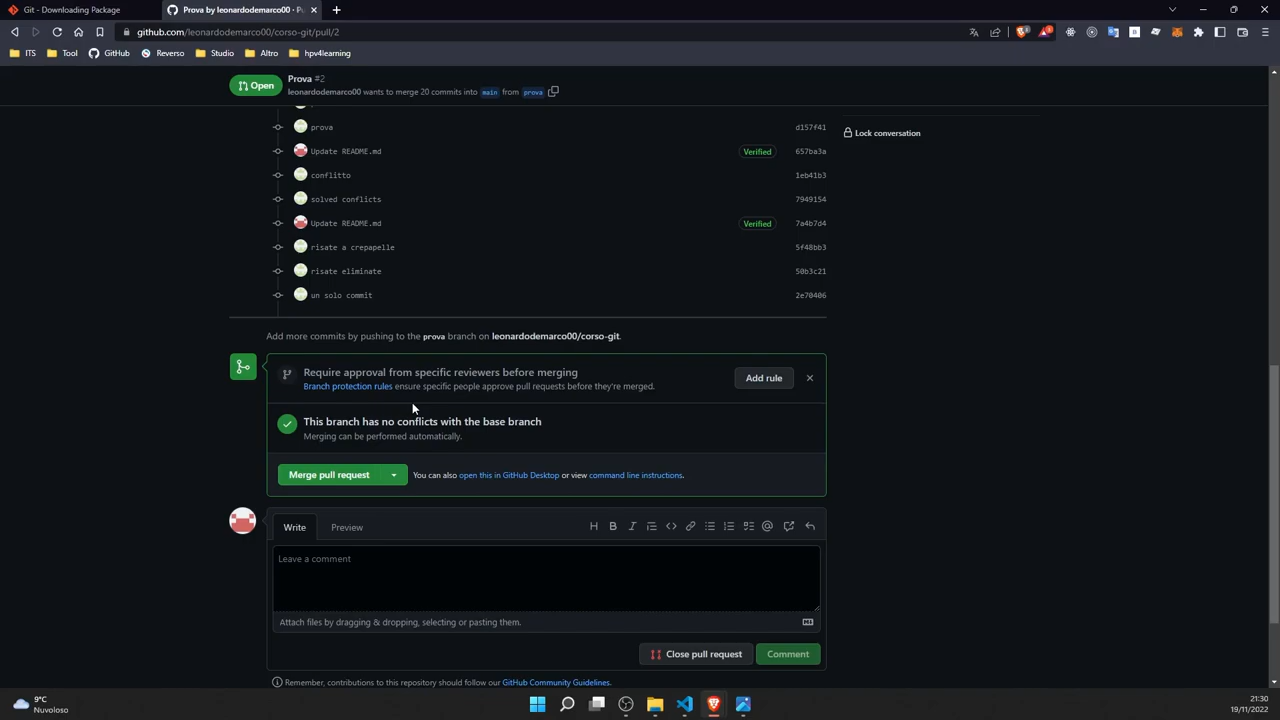 Git - Downloading Package
Prova by leonardodemarco00 · P
github.com/leonardodemarco00/corso-git/pull/2
ITS
Tool
GitHub
Reverso
Studio
Altro
hpv4learning
Open
Prova #2
leonardodemarco00 wants to merge 20 commits into main from prova
prova
d157f41
Lock conversation
Update README.md
Verified
657ba3a
conflitto
1eb41b3
solved conflicts
7949154
Update README.md
Verified
7a4b7d4
risate a crepapelle
5f48bb3
risate eliminate
50b3c21
un solo commit
2e70406
Add more commits by pushing to the prova branch on leonardodemarco00/corso-git.
Require approval from specific reviewers before merging
Branch protection rules ensure specific people approve pull requests before they're merged.
Add rule
This branch has no conflicts with the base branch
Merging can be performed automatically.
Merge pull request
You can also open this in GitHub Desktop or view command line instructions.
Write
Preview
Leave a comment
Attach files by dragging & dropping, selecting or pasting them.
Close pull request
Comment
Remember, contributions to this repository should follow our GitHub Community Guidelines.
9°C
Nuvoloso
21:30
19/11/2022